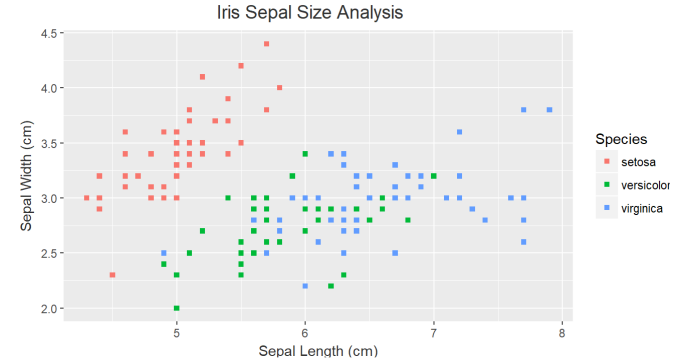 Iris Sepal Size Analysis
4.5
4.0
3.5
3.0
2.5
2.0
Sepal Width (cm)
5
6
7
8
Sepal Length (cm)
Species
setosa
versicolor
virginica